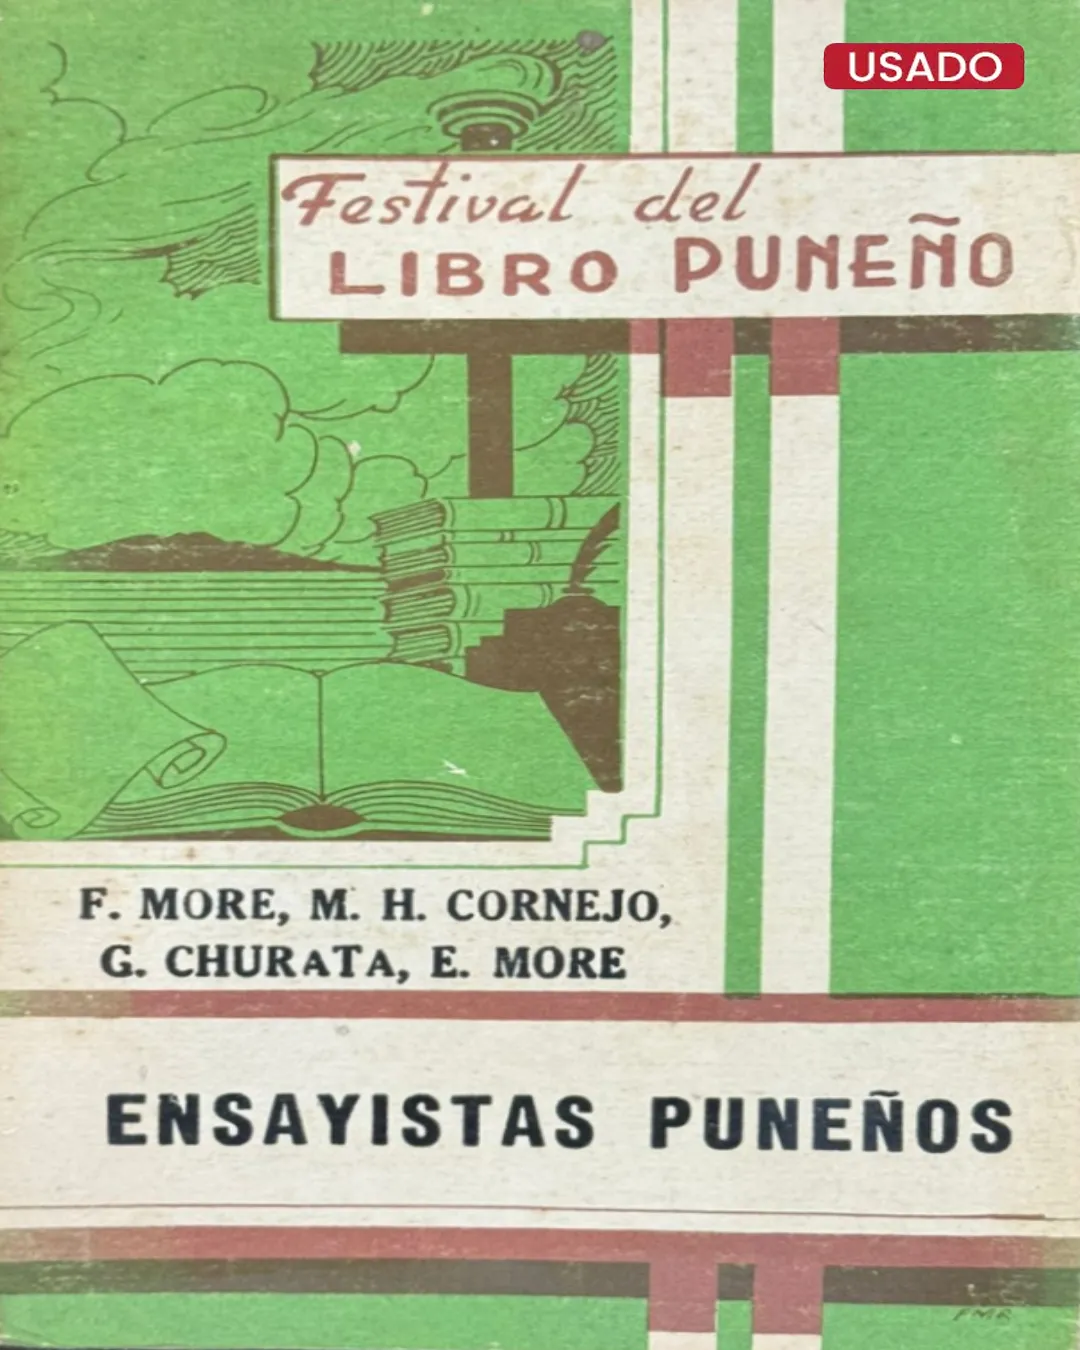 USADO
Festival del
LIBRO PUNEÑO
F. MORE, M. H. CORNEJO,
G. CHURATA, E. MORE
ENSAYISTAS PUNEÑOS